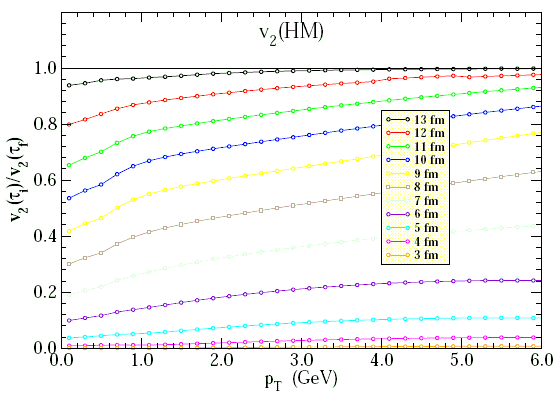 v2(HM)
1.0
0.8
0.6
0.4
0.2
0.0
v2(τi)/v2(τf)
13 fm
12 fm
11 fm
10 fm
9 fm
8 fm
7 fm
6 fm
5 fm
4 fm
3 fm
0.0 1.0 2.0 3.0 4.0 5.0 6.0
pT (GeV)